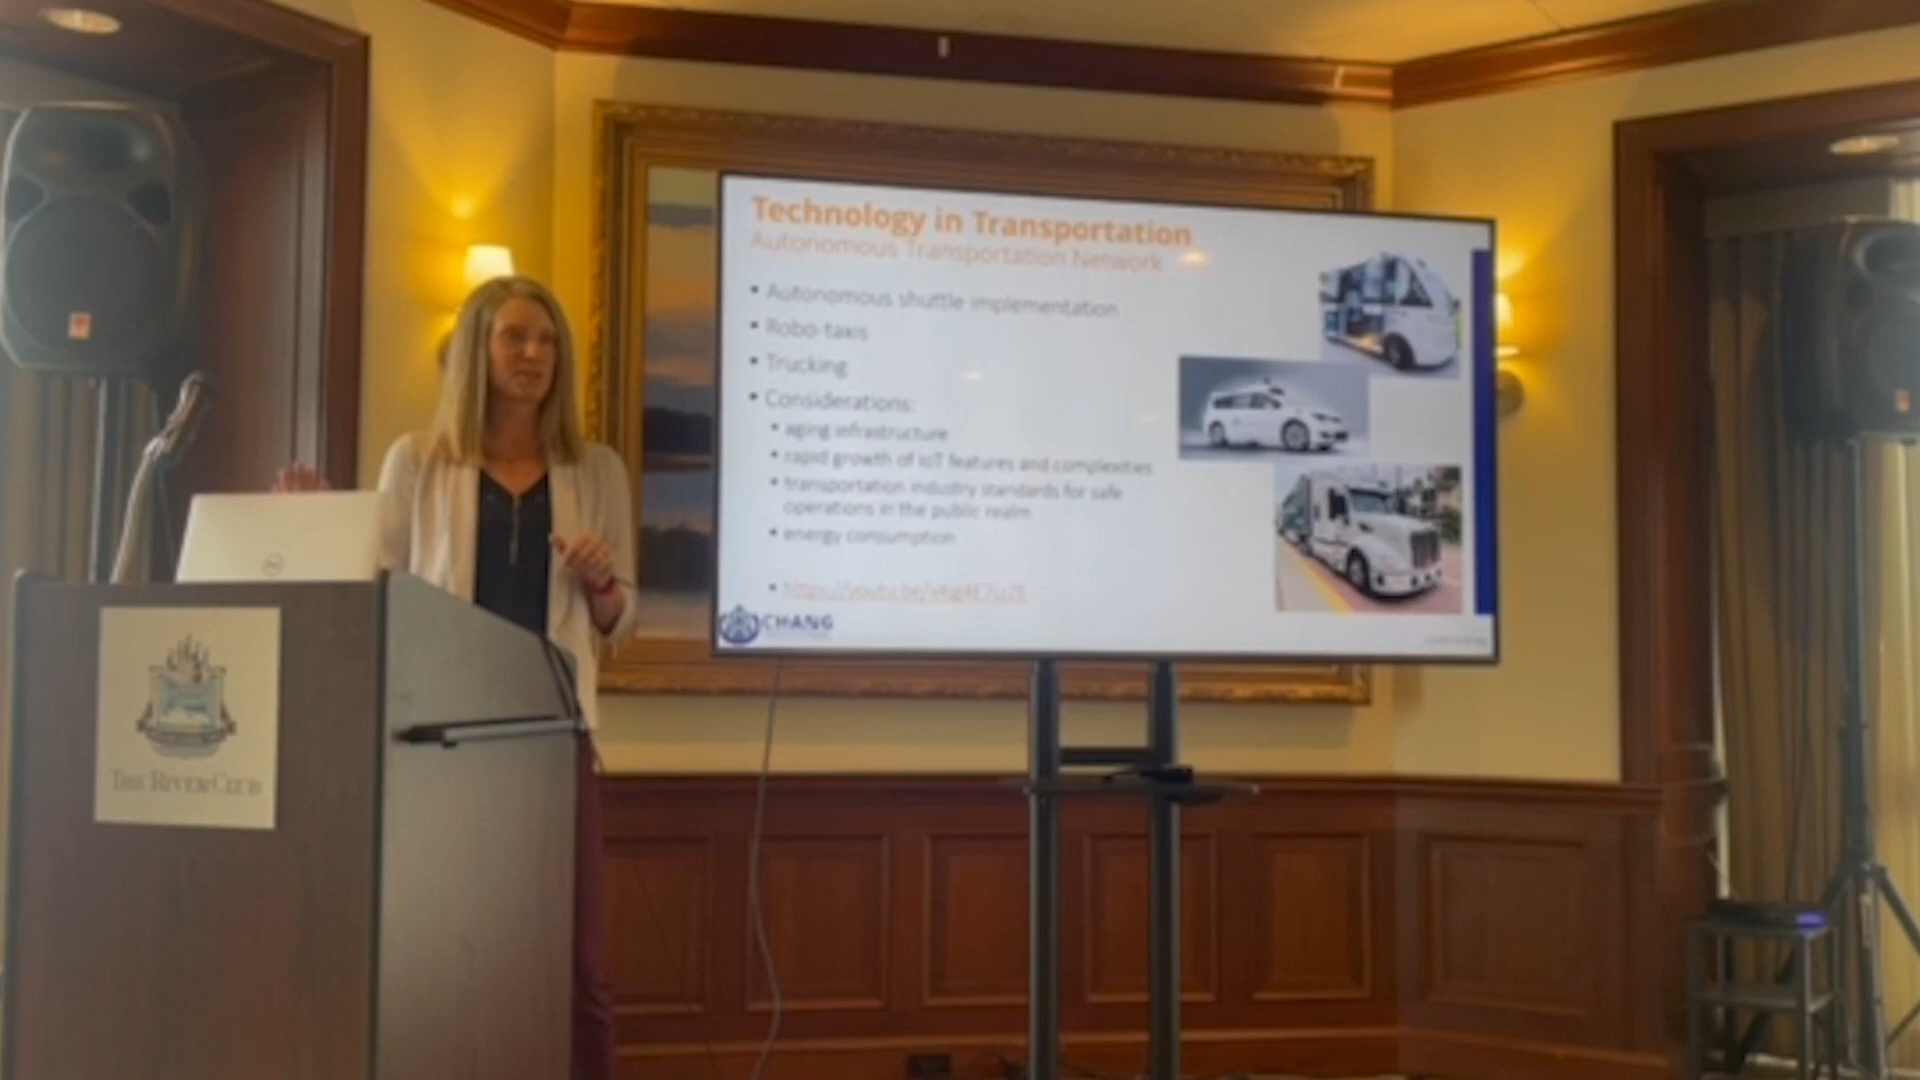 Technology in Transportation
Autonomous Transportation Network
• Autonomous shuttle implementation
• Robo-taxis
• Trucking
• Considerations:
• aging infrastructure
• rapid growth of IoT features and complexities
• transportation industry standards for safe
operations in the public realm
• energy consumption
CHANG
THE RIVER CLUB